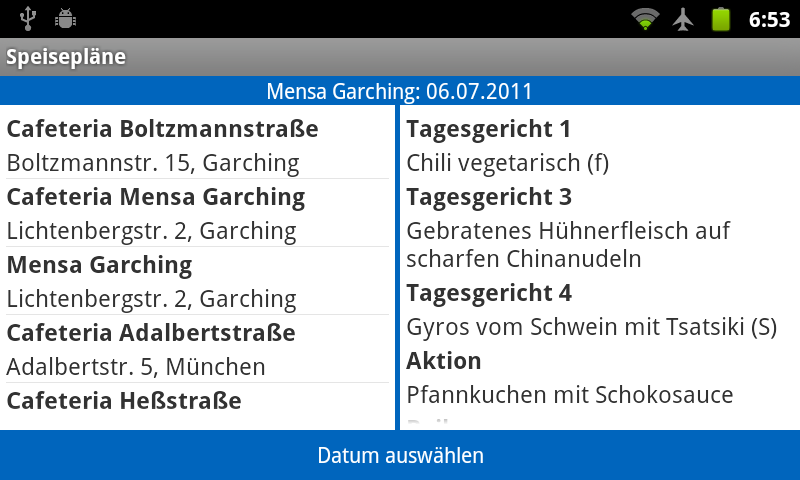 6:53
Speisepläne
Mensa Garching: 06.07.2011
Cafeteria Boltzmannstraße
Boltzmannstr. 15, Garching
Cafeteria Mensa Garching
Lichtenbergstr. 2, Garching
Mensa Garching
Lichtenbergstr. 2, Garching
Cafeteria Adalbertstraße
Adalbertstr. 5, München
Cafeteria Heßstraße
Tagesgericht 1
Chili vegetarisch (f)
Tagesgericht 3
Gebratenes Hühnerfleisch auf
scharfen Chinanudeln
Tagesgericht 4
Gyros vom Schwein mit Tsatsiki (S)
Aktion
Pfannkuchen mit Schokosauce
Datum auswählen